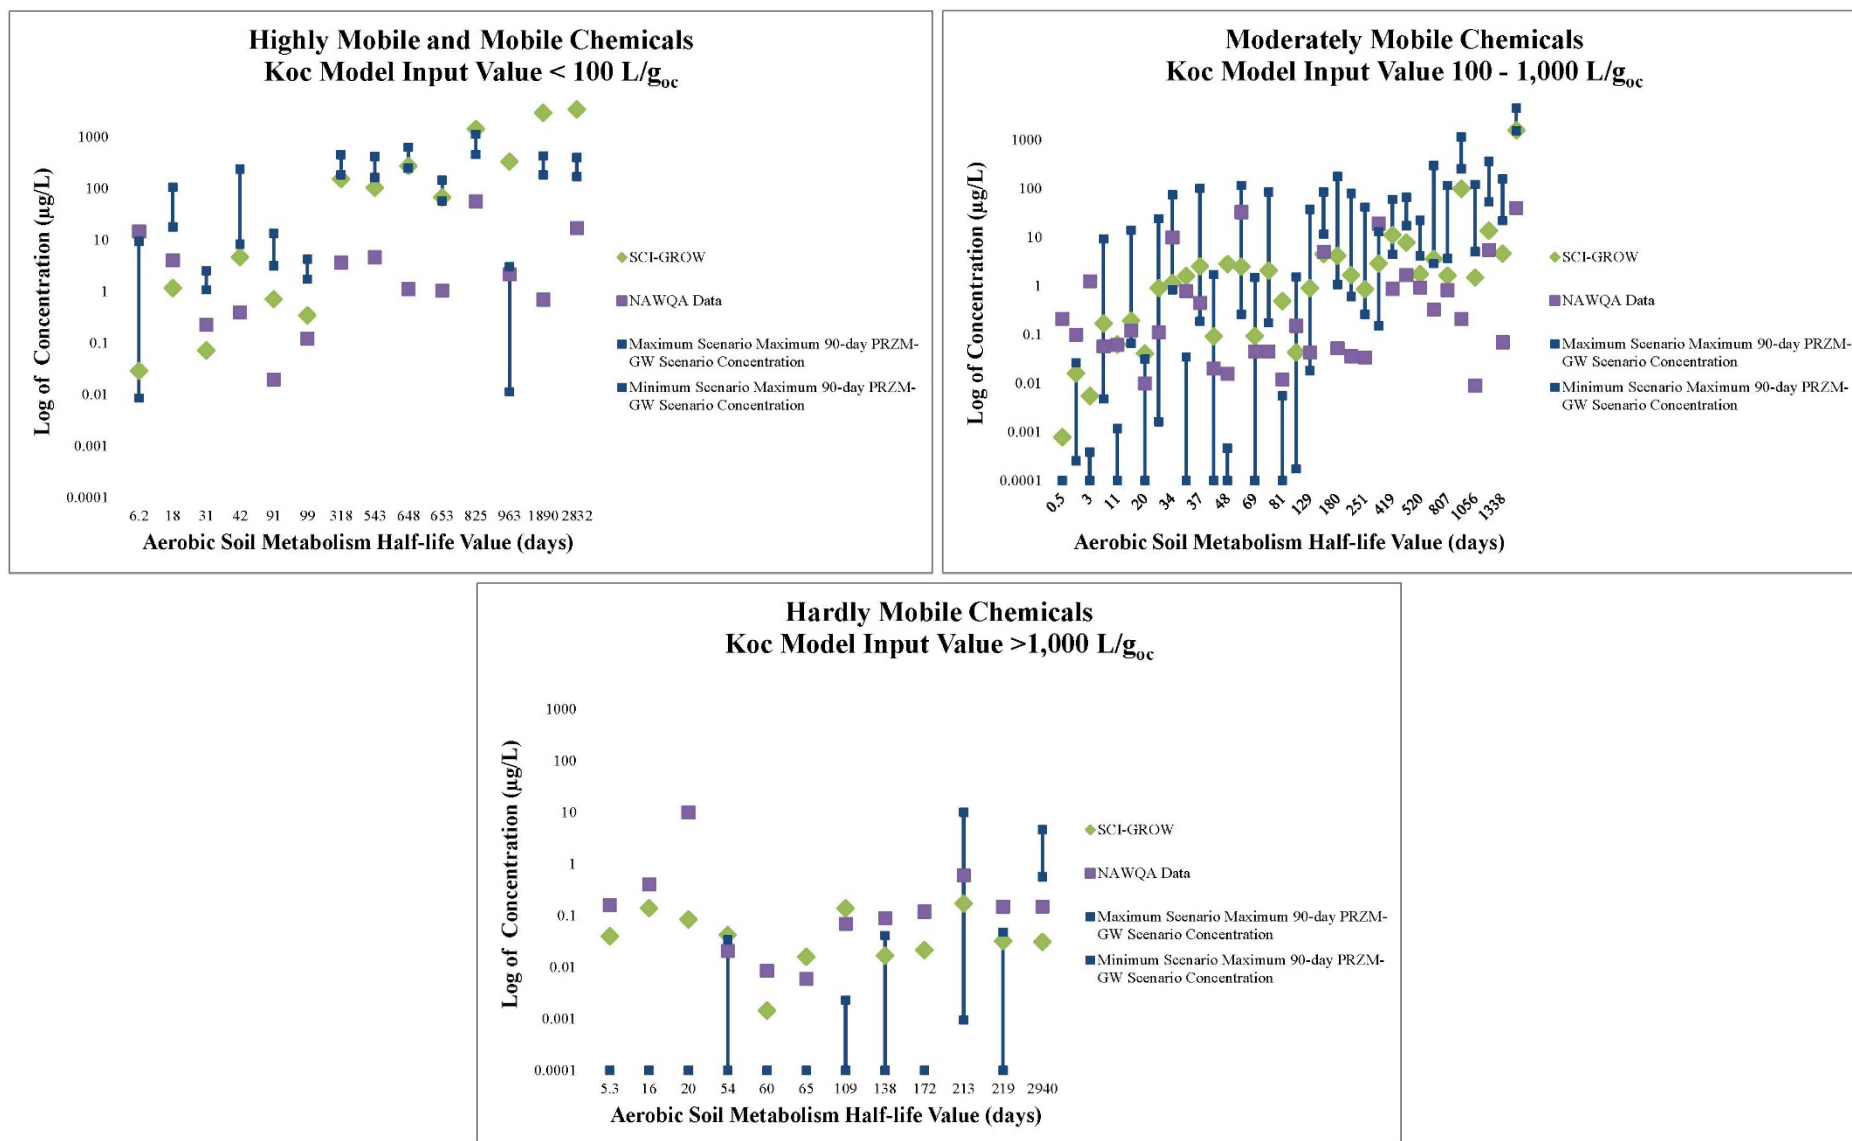 Highly Mobile and Mobile Chemicals
Koc Model Input Value < 100 L/goc
Log of Concentration (µg/L)
1000
100
10
1
0.1
0.01
0.001
0.0001
6.2 18 31 42 91 99 318 543 648 653 825 963 1890 2832
Aerobic Soil Metabolism Half-life Value (days)
SCI-GROW
NAWQA Data
Maximum Scenario Maximum 90-day PRZM-
GW Scenario Concentration
Minimum Scenario Maximum 90-day PRZM-
GW Scenario Concentration
Moderately Mobile Chemicals
Koc Model Input Value 100 - 1,000 L/goc
Log of Concentration (µg/L)
1000
100
10
1
0.1
0.01
0.001
0.0001
0.5 3 11 20 34 37 48 69 81 129 180 251 419 520 807 1056 1338
Aerobic Soil Metabolism Half-life Value (days)
SCI-GROW
NAWQA Data
Maximum Scenario Maximum 90-day PRZM-
GW Scenario Concentration
Minimum Scenario Maximum 90-day PRZM-
GW Scenario Concentration
Hardly Mobile Chemicals
Koc Model Input Value >1,000 L/goc
Log of Concentration (µg/L)
1000
100
10
1
0.1
0.01
0.001
0.0001
5.3 16 20 54 60 65 109 138 172 213 219 2940
Aerobic Soil Metabolism Half-life Value (days)
SCI-GROW
NAWQA Data
Maximum Scenario Maximum 90-day PRZM-
GW Scenario Concentration
Minimum Scenario Maximum 90-day PRZM-
GW Scenario Concentration